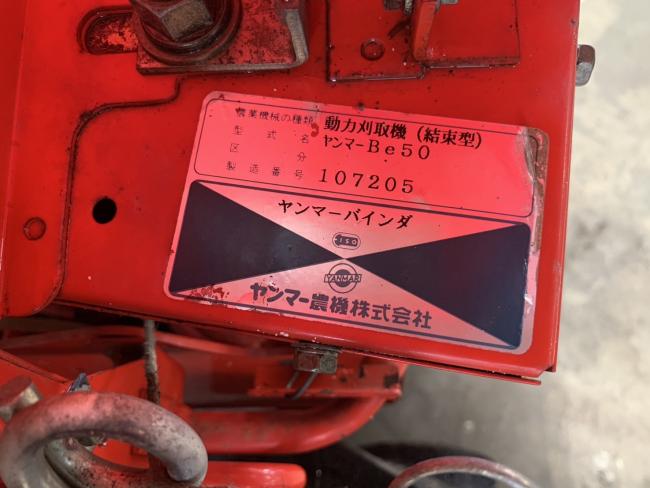 農業機械の種類 動力刈取機(結束型)
型式名 ヤンマーBe50
区分
製造番号 107205
ヤンマーバインダ
ISO
YANMAR
ヤンマー農機株式会社